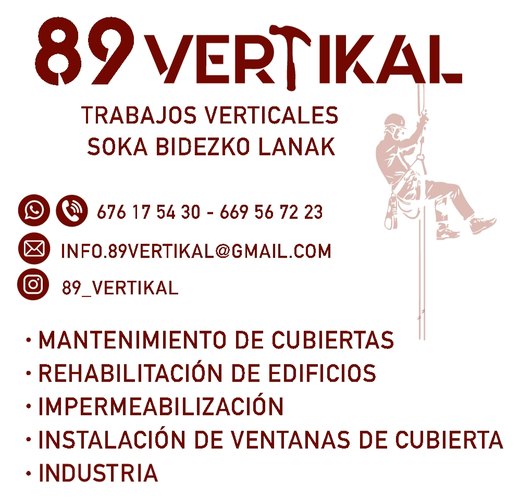 89 VERTIKAL
TRABAJOS VERTICALES
SOKA BIDEZKO LANAK
676 17 54 30 - 669 56 72 23
INFO.89VERTIKAL@GMAIL.COM
89_VERTIKAL
· MANTENIMIENTO DE CUBIERTAS
· REHABILITACIÓN DE EDIFICIOS
· IMPERMEABILIZACIÓN
· INSTALACIÓN DE VENTANAS DE CUBIERTA
· INDUSTRIA